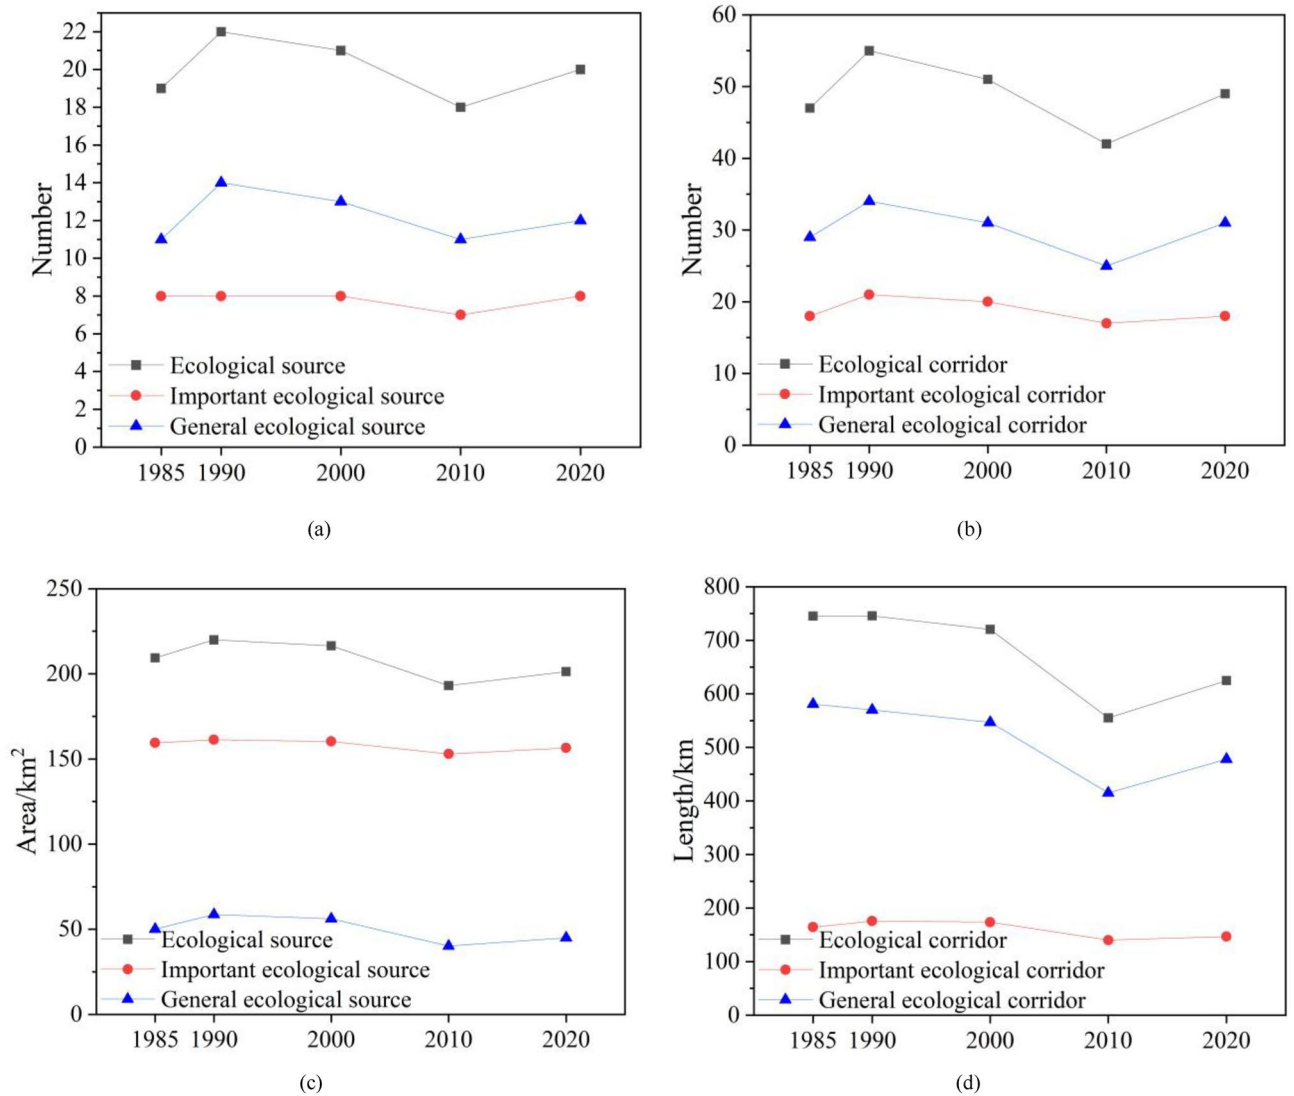 22
20
18
16
14
12
10
8
6
4
2
0
Number
Ecological source
Important ecological source
General ecological source
1985 1990 2000 2010 2020
(a)
60
50
40
30
20
10
0
Number
Ecological corridor
Important ecological corridor
General ecological corridor
1985 1990 2000 2010 2020
(b)
250
200
150
100
50
0
Area/km²
Ecological source
Important ecological source
General ecological source
1985 1990 2000 2010 2020
(c)
800
700
600
500
400
300
200
100
0
Length/km
Ecological corridor
Important ecological corridor
General ecological corridor
1985 1990 2000 2010 2020
(d)